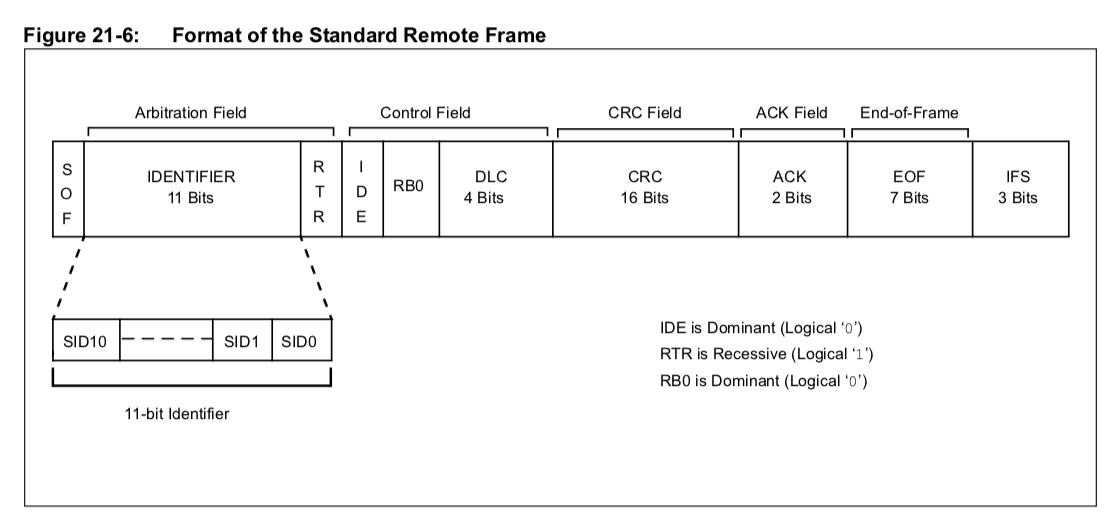 Figure 21-6: Format of the Standard Remote Frame
Arbitration Field
Control Field
CRC Field
ACK Field
End-of-Frame
SOF
IDENTIFIER
11 Bits
RTR
IDE
RB0
DLC
4 Bits
CRC
16 Bits
ACK
2 Bits
EOF
7 Bits
IFS
3 Bits
SID10
SID1
SID0
11-bit Identifier
IDE is Dominant (Logical ‘0’)
RTR is Recessive (Logical ‘1’)
RB0 is Dominant (Logical ‘0’)